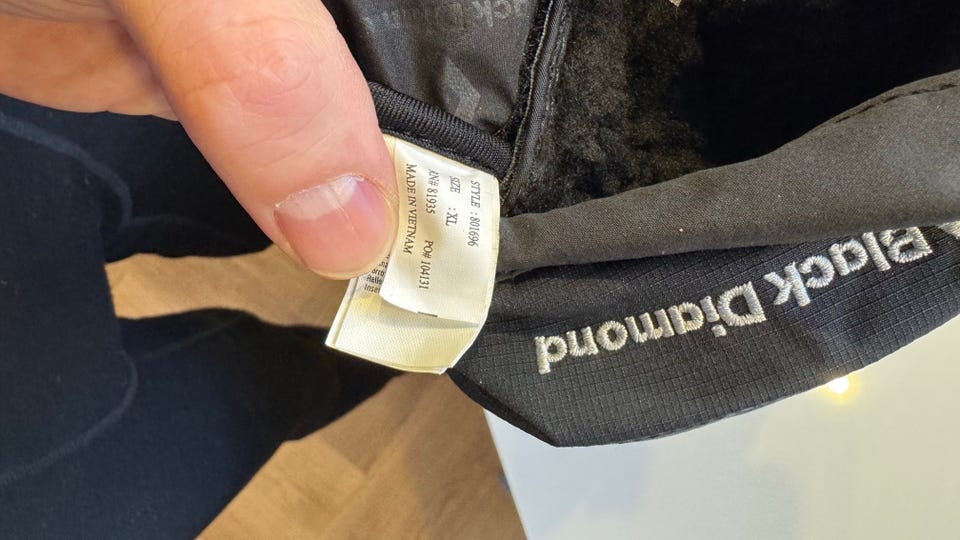 STYLE : 801696
SIZE : XL
RN# 81935 PO# 104131
MADE IN VIETNAM
Black Diamond